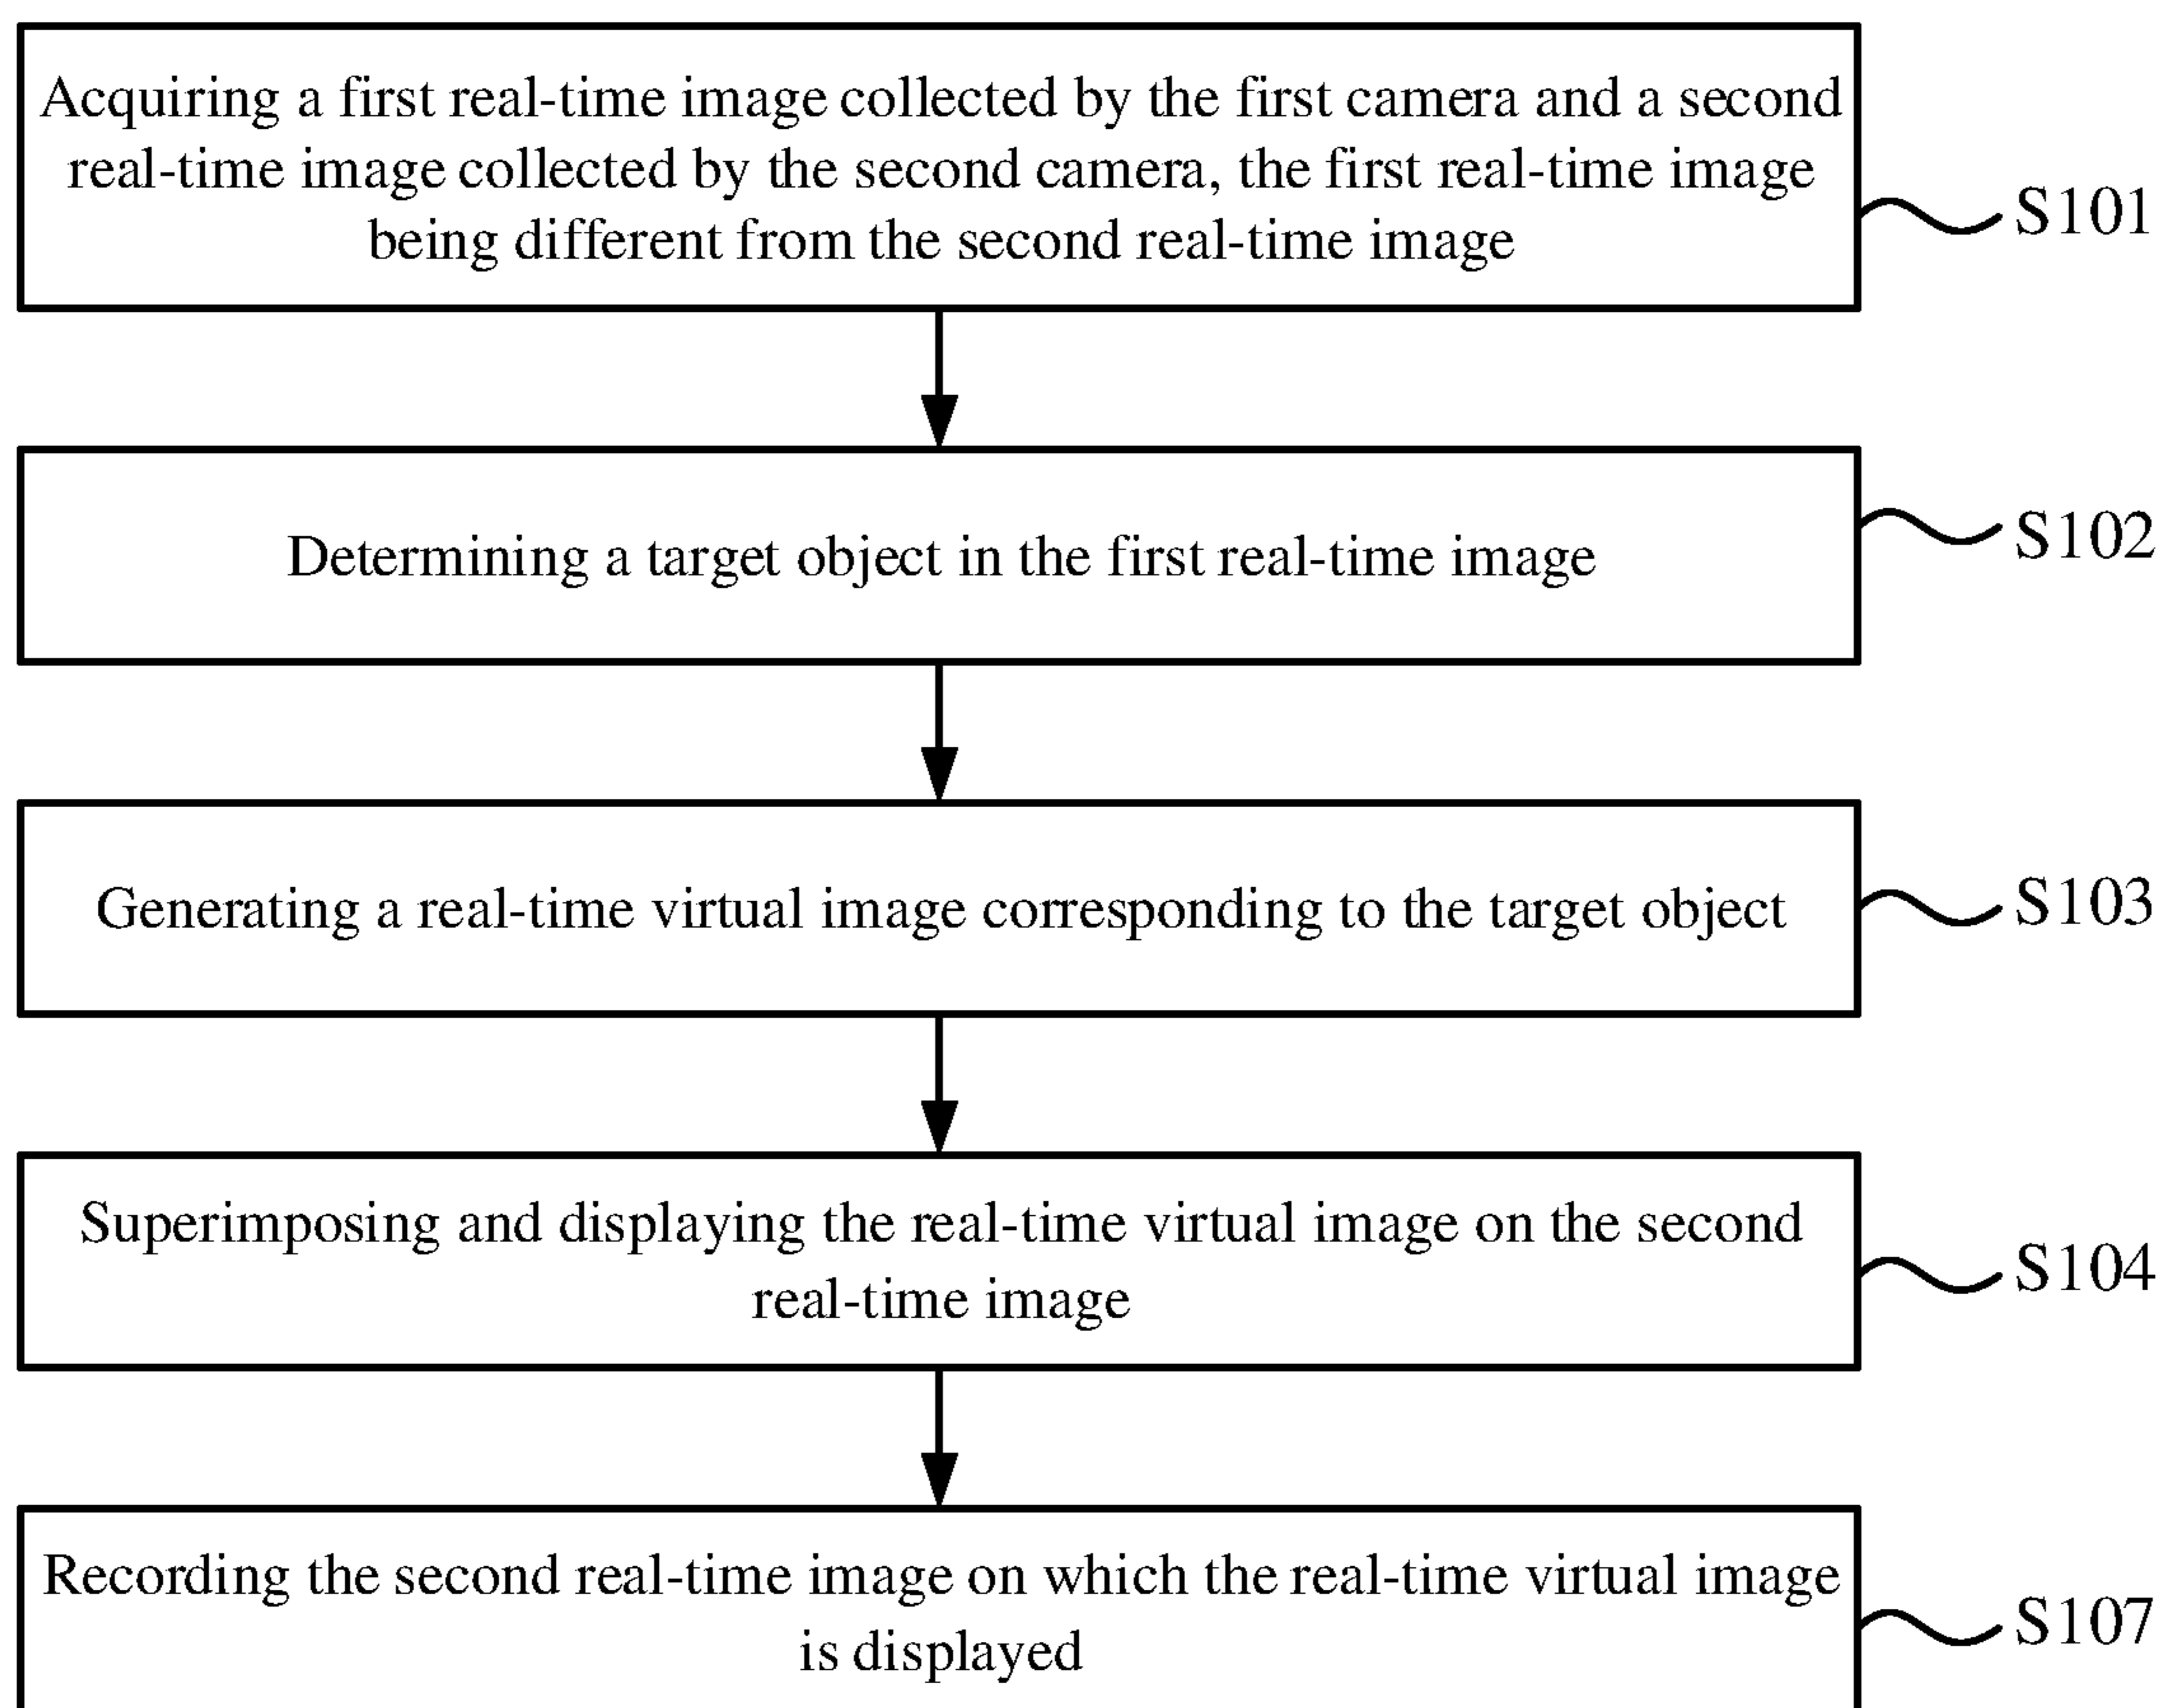 Acquiring a first real-time image collected by the first camera and a second
real-time image collected by the second camera, the first real-time image
being different from the second real-time image
S101
Determining a target object in the first real-time image
S102
Generating a real-time virtual image corresponding to the target object
S103
Superimposing and displaying the real-time virtual image on the second
real-time image
S104
Recording the second real-time image on which the real-time virtual image
is displayed
S107